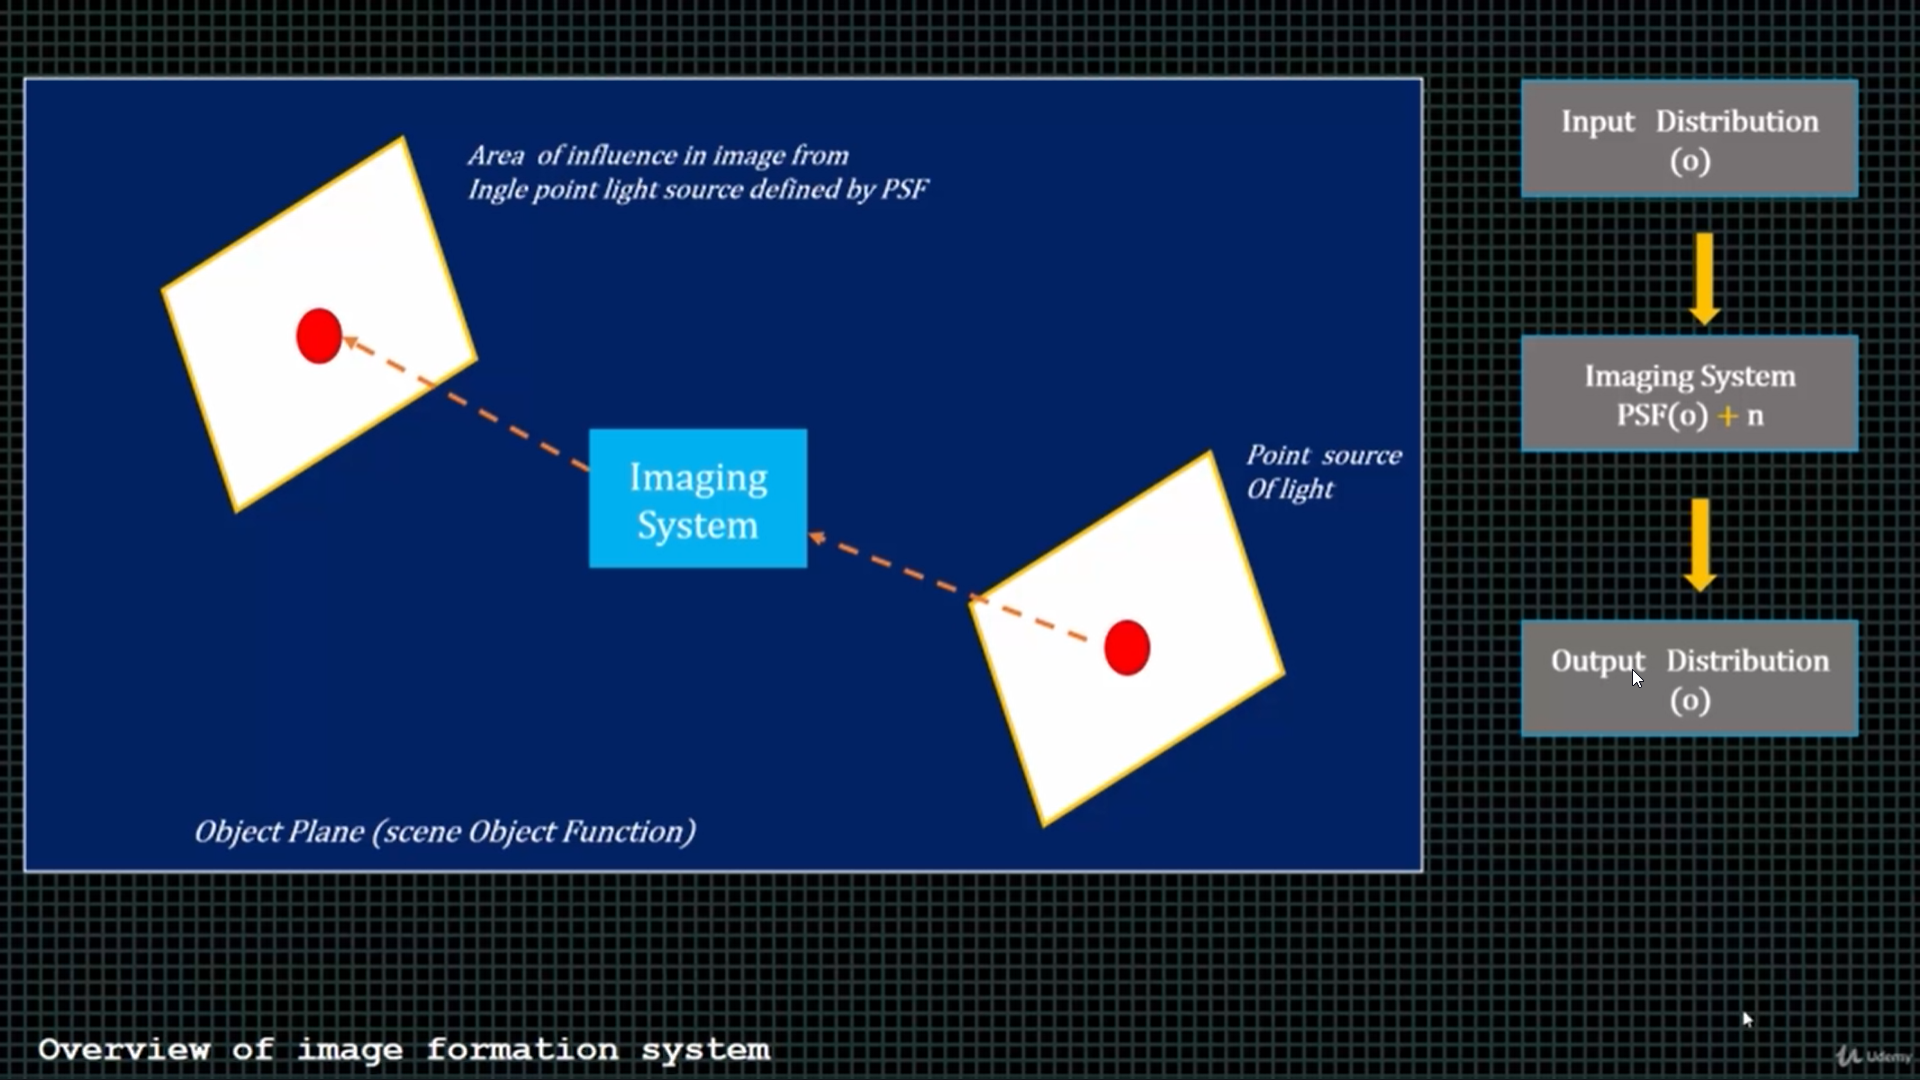 Area of influence in image from
Ingle point light source defined by PSF
Imaging
System
Point source
Of light
Object Plane (scene Object Function)
Input Distribution
(o)
Imaging System
PSF(o) + n
Output Distribution
(o)
Overview of image formation system
Udemy